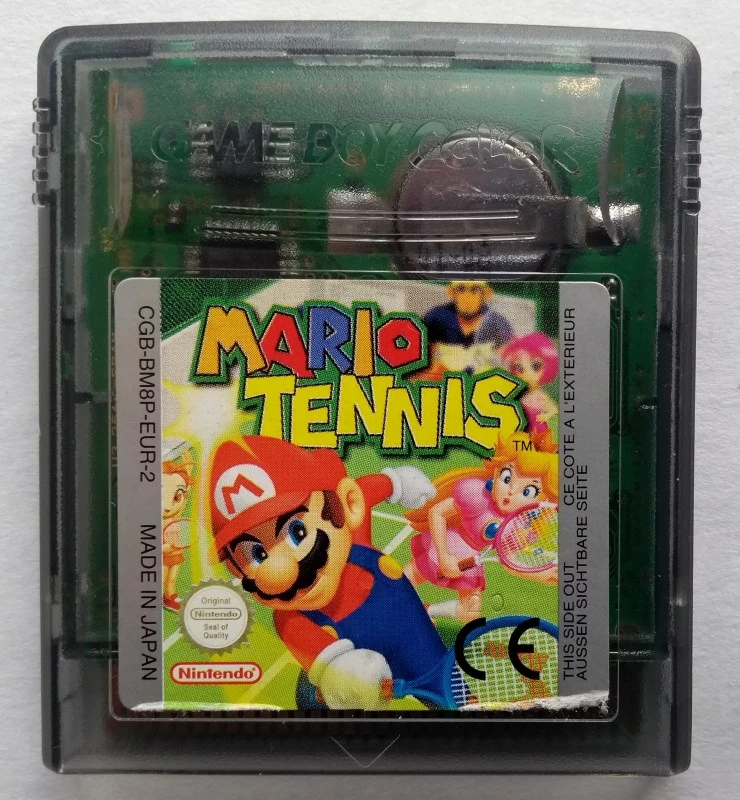 GAME BOY COLOR
MARIO
TENNIS
TM
CGB-BM8P-EUR-2 MADE IN JAPAN
M
Original
Nintendo
Seal of
Quality
Nintendo
CE
THIS SIDE OUT CE COTE A L'EXTERIEUR
AUSSEN SICHTBARE SEITE